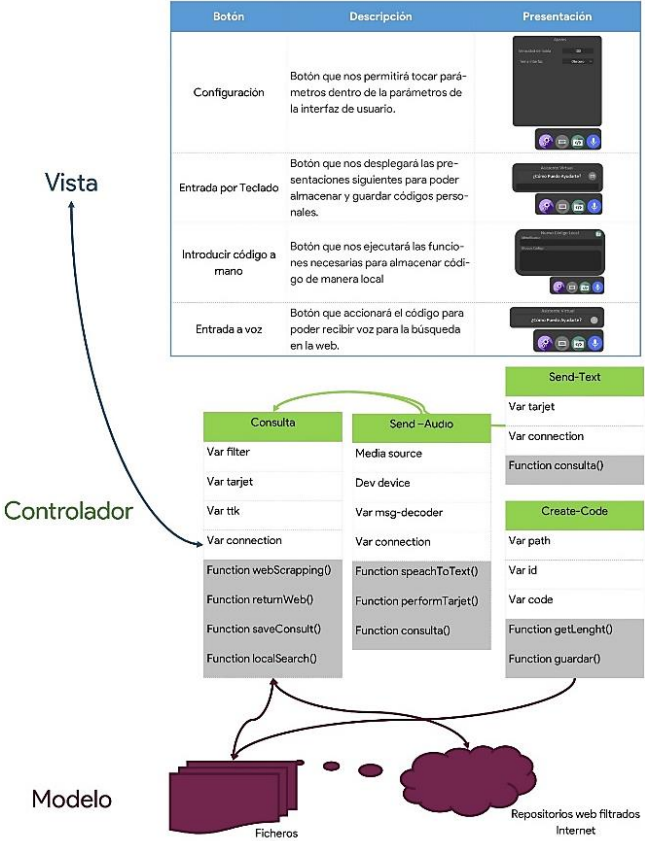 Botón Descripción Presentación
Configuración
Botón que nos permitirá tocar pará-
metros dentro de la parámetros de
la interfaz de usuario.
Vista
Entrada por Teclado
Botón que nos desplegará las pre-
sentaciones siguientes para poder
almacenar y guardar códigos perso-
nales.
Asistente Virtual
¿Cómo Puedo Ayudarte?
Introducir código a
mano
Botón que nos ejecutará las funcio-
nes necesarias para almacenar códi-
go de manera local
Nuevo Código Local
Entrada a voz
Botón que accionará el código para
poder recibir voz para la búsqueda
en la web.
Asistente Virtual
¿Cómo Puedo Ayudarte?
Controlador
Consulta
Var filter
Var tarjet
Var ttk
Var connection
Function webScrapping()
Function returnWeb()
Function saveConsult()
Function localSearch()
Send –Audio
Media source
Dev device
Var msg-decoder
Var connection
Function speachToText()
Function performTarjet()
Function consulta()
Send-Text
Var tarjet
Var connection
Function consulta()
Create-Code
Var path
Var id
Var code
Function getLenght()
Function guardar()
Modelo
Ficheros
Repositorios web filtrados
Internet